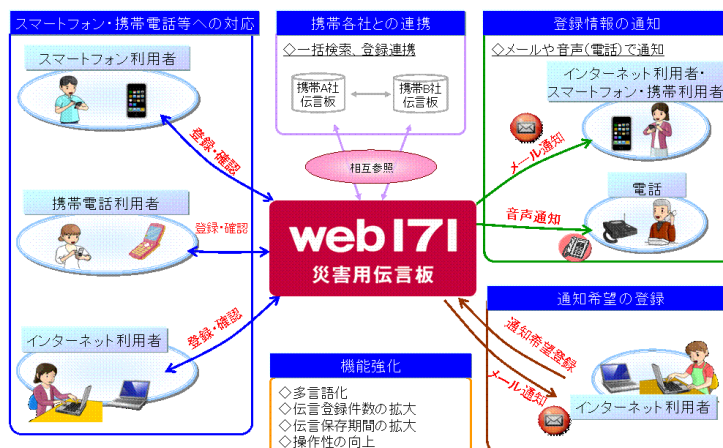 スマートフォン・携帯電話等への対応
スマートフォン利用者
登録・確認
携帯電話利用者
登録・確認
インターネット利用者
登録・確認
携帯各社との連携
◇一括検索、登録連携
携帯A社
伝言板
携帯B社
伝言板
相互参照
web171
災害用伝言板
機能強化
◇多言語化
◇伝言登録件数の拡大
◇伝言保存期間の拡大
◇操作性の向上
登録情報の通知
◇メールや音声(電話)で通知
インターネット利用者・
スマートフォン・携帯利用者
メール通知
電話
音声通知
通知希望の登録
通知希望登録
メール通知
インターネット利用者